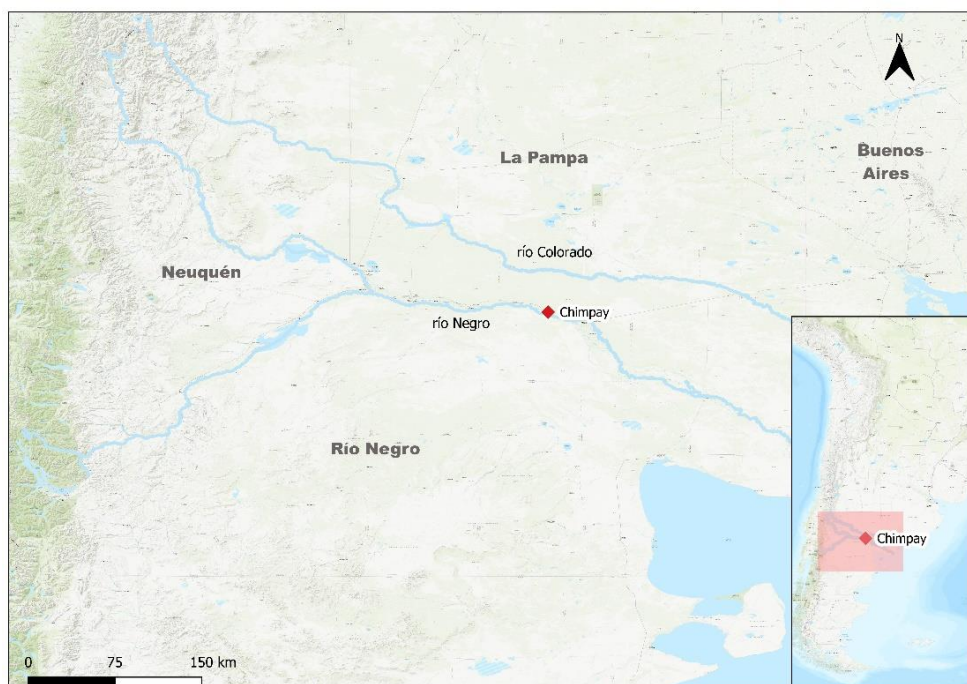 N
La Pampa
Buenos
Aires
río Colorado
Neuquén
Chimpay
río Negro
Río Negro
Chimpay
0 75 150 km